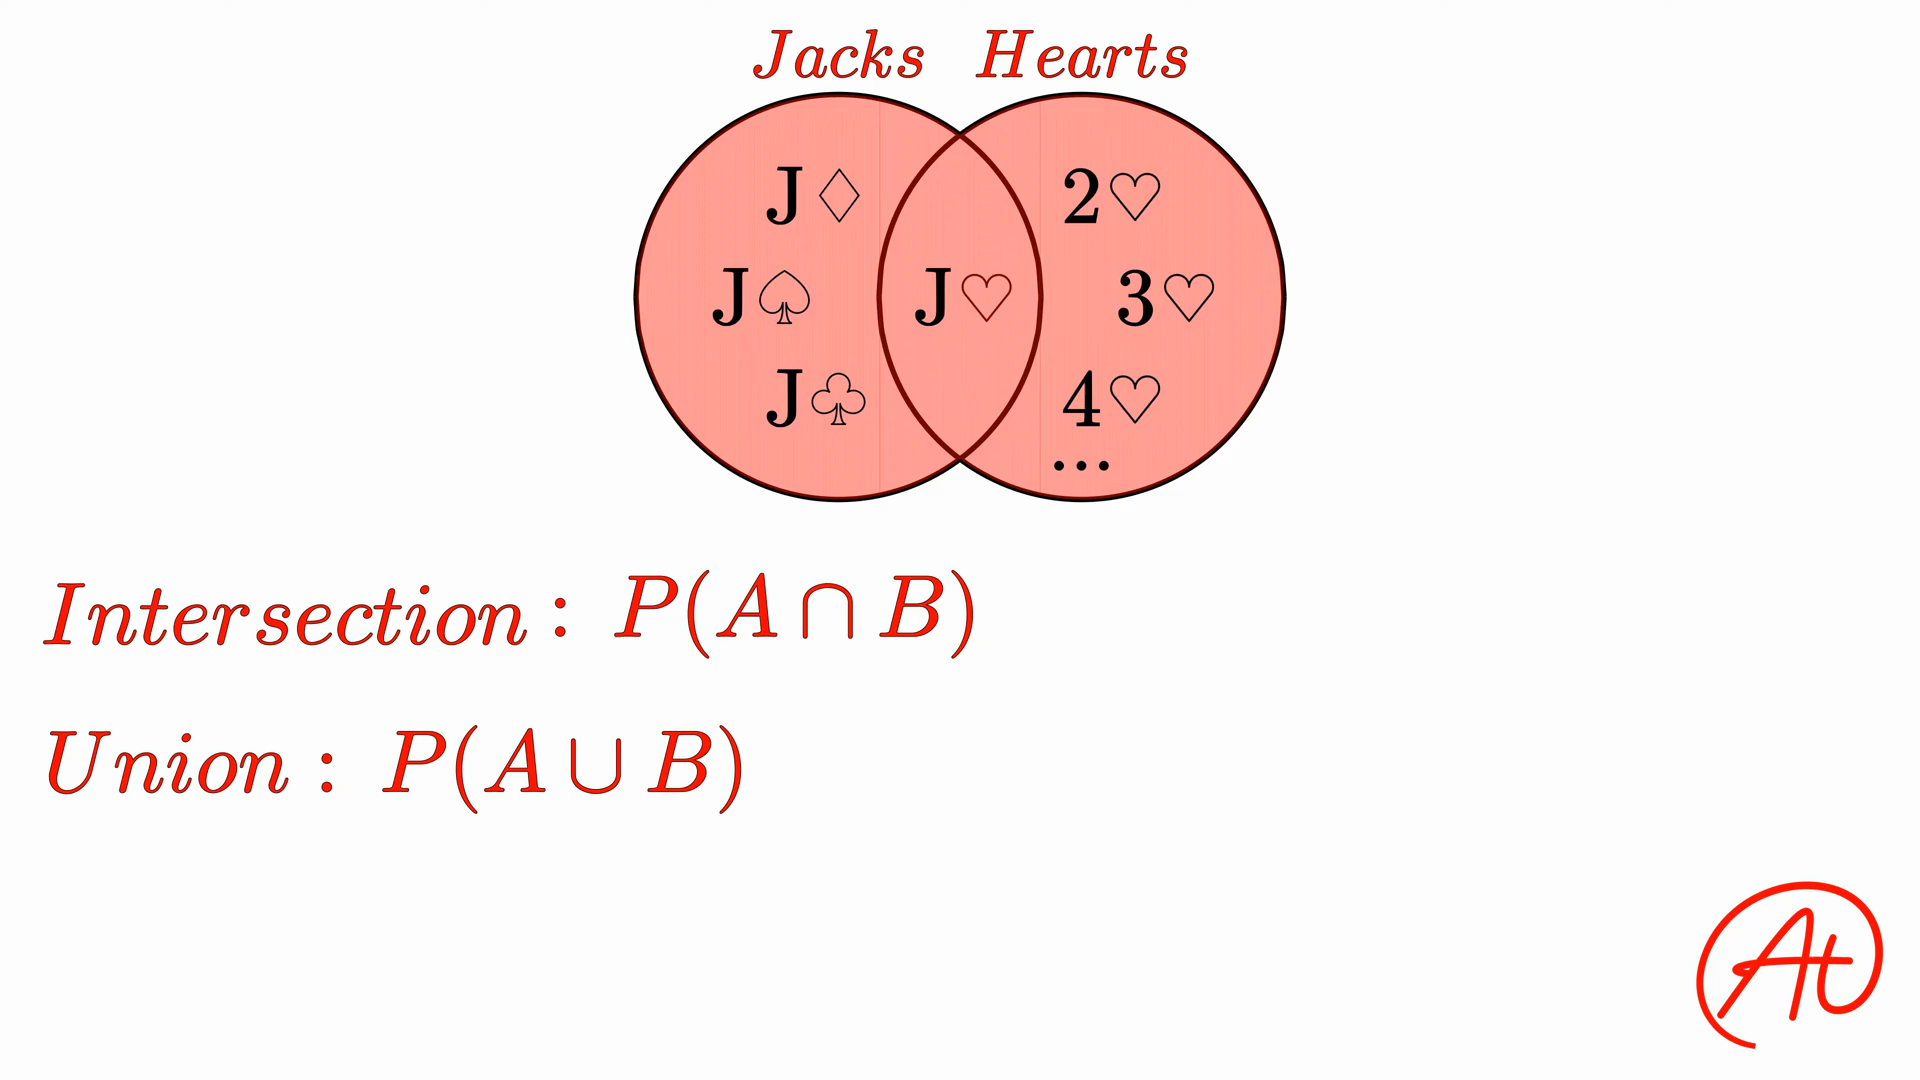 Jacks Hearts
J♢ 2♡
J♤ J♡ 3♡
J♧ 4♡
...
Intersection: P(A ∩ B)
Union: P(A ∪ B)
At